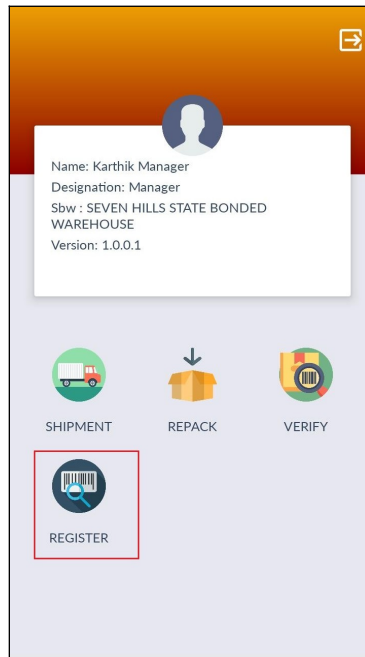 Name: Karthik Manager
Designation: Manager
Sbw : SEVEN HILLS STATE BONDED
WAREHOUSE
Version: 1.0.0.1
SHIPMENT
REPACK
VERIFY
REGISTER